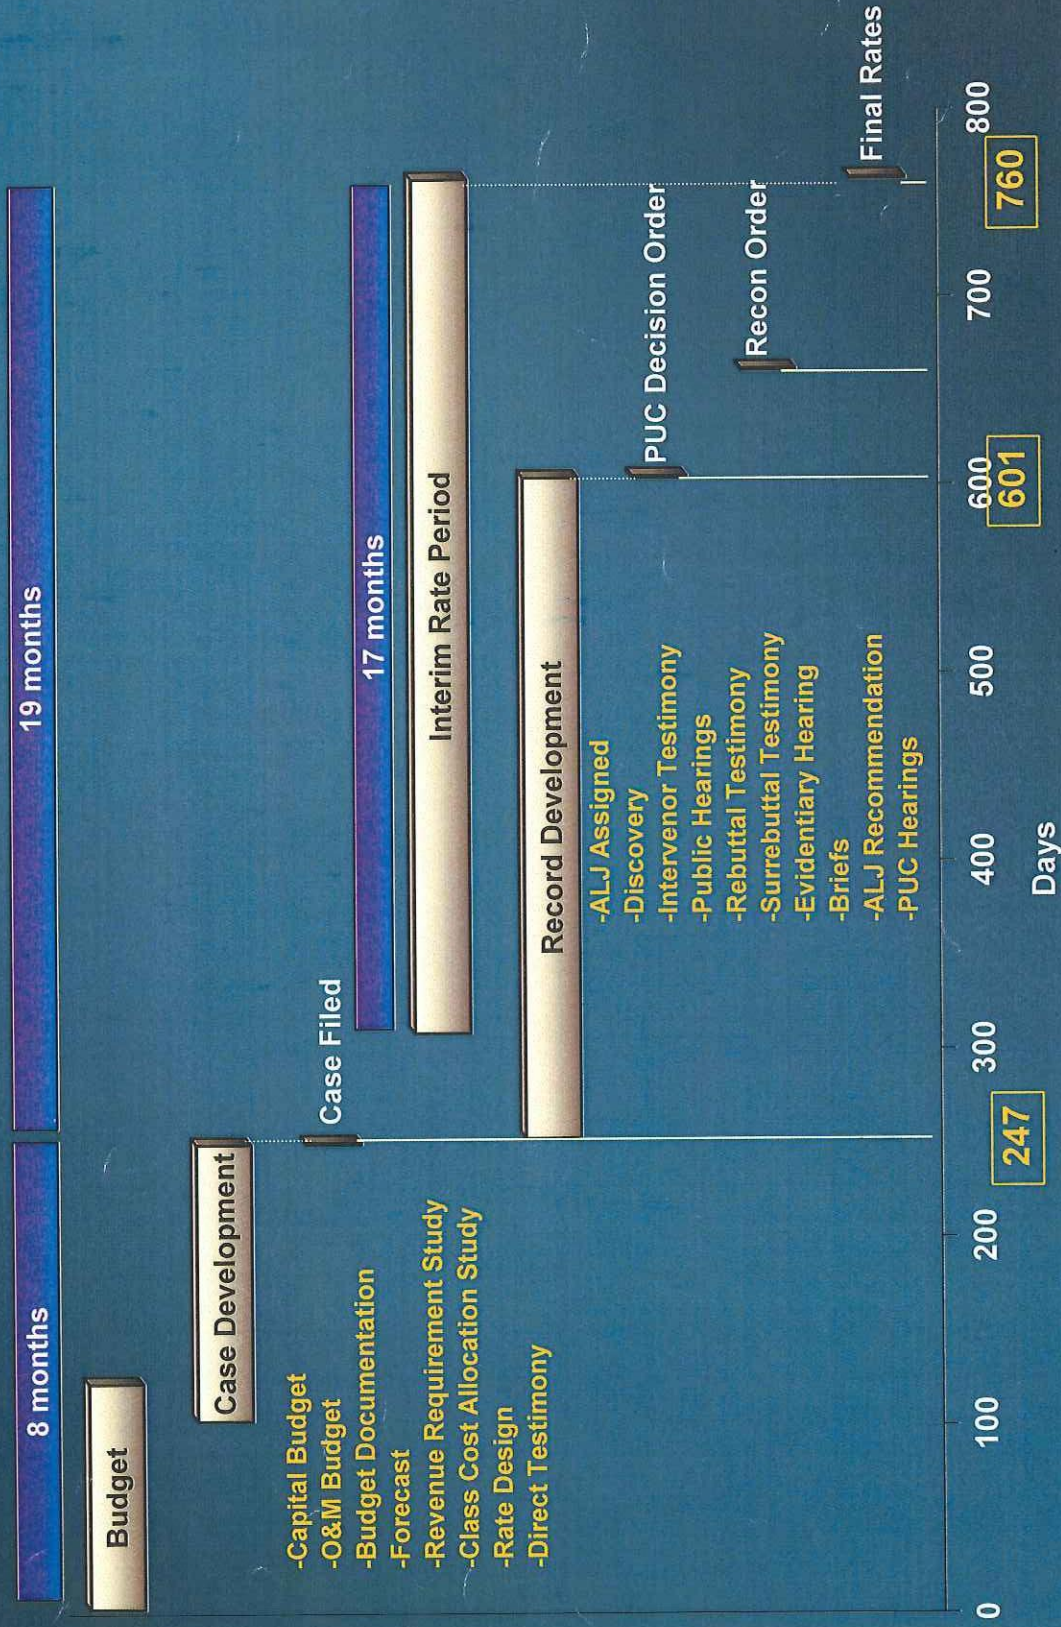 8 months
19 months
Budget
Case Development
-Capital Budget
-O&M Budget
-Budget Documentation
-Forecast
-Revenue Requirement Study
-Class Cost Allocation Study
-Rate Design
-Direct Testimony
Case Filed
17 months
Interim Rate Period
Record Development
-ALJ Assigned
-Discovery
-Intervenor Testimony
-Public Hearings
-Rebuttal Testimony
-Surrebuttal Testimony
-Evidentiary Hearing
-Briefs
-ALJ Recommendation
-PUC Hearings
PUC Decision Order
Recon Order
Final Rates
0
100
200
300
400
500
600
700
800
247
601
760
Days